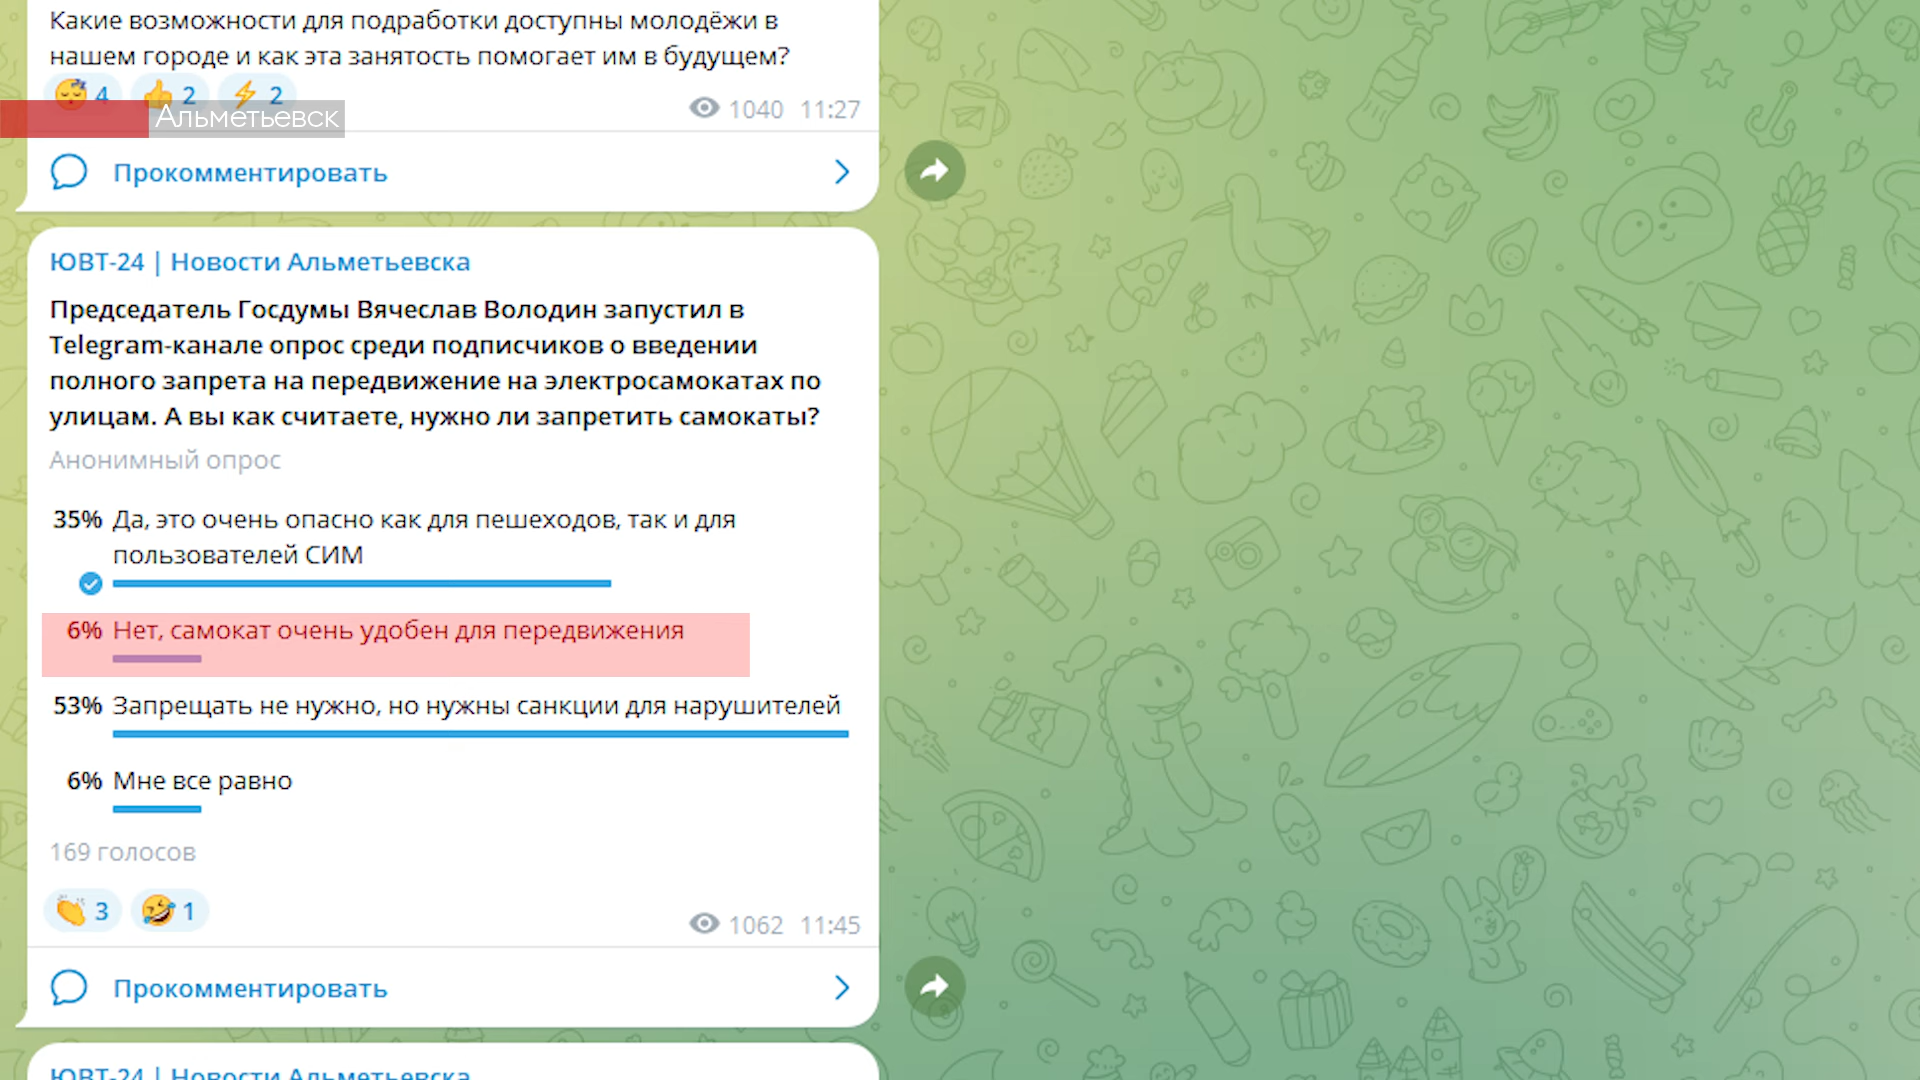 Какие возможности для подработки доступны молодёжи в
нашем городе и как эта занятость помогает им в будущем?
4 2 2
1040 11:27
Альметьевск
Прокомментировать
ЮВТ-24 | Новости Альметьевска
Председатель Госдумы Вячеслав Володин запустил в
Telegram-канале опрос среди подписчиков о введении
полного запрета на передвижение на электросамокатах по
улицам. А вы как считаете, нужно ли запретить самокаты?
Анонимный опрос
35% Да, это очень опасно как для пешеходов, так и для
пользователей СИМ
6% Нет, самокат очень удобен для передвижения
53% Запрещать не нужно, но нужны санкции для нарушителей
6% Мне все равно
169 голосов
3 1
1062 11:45
Прокомментировать
ЮВТ-24 | Новости Альметьевска